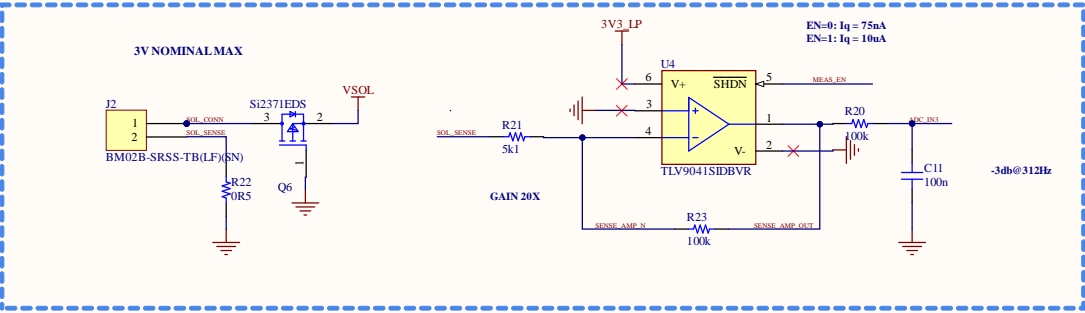 3V NOMINAL MAX
J2
1
2
SOL_CONN
SOL_SENSE
BM02B-SRSS-TB(LF)(SN)
Si2371EDS
3
2
1
Q6
VSOL
R22
0R5
SOL_SENSE
R21
5k1
GAIN 20X
3V3_LP
U4
6
V+
SHDN
5
MEAS_EN
3
+
4
-
1
V-
2
TLV9041SIDBVR
EN=0: Iq = 75nA
EN=1: Iq = 10uA
R20
100k
ADC_IN3
C11
100n
-3db@312Hz
SENSE_AMP_N
R23
100k
SENSE_AMP_OUT